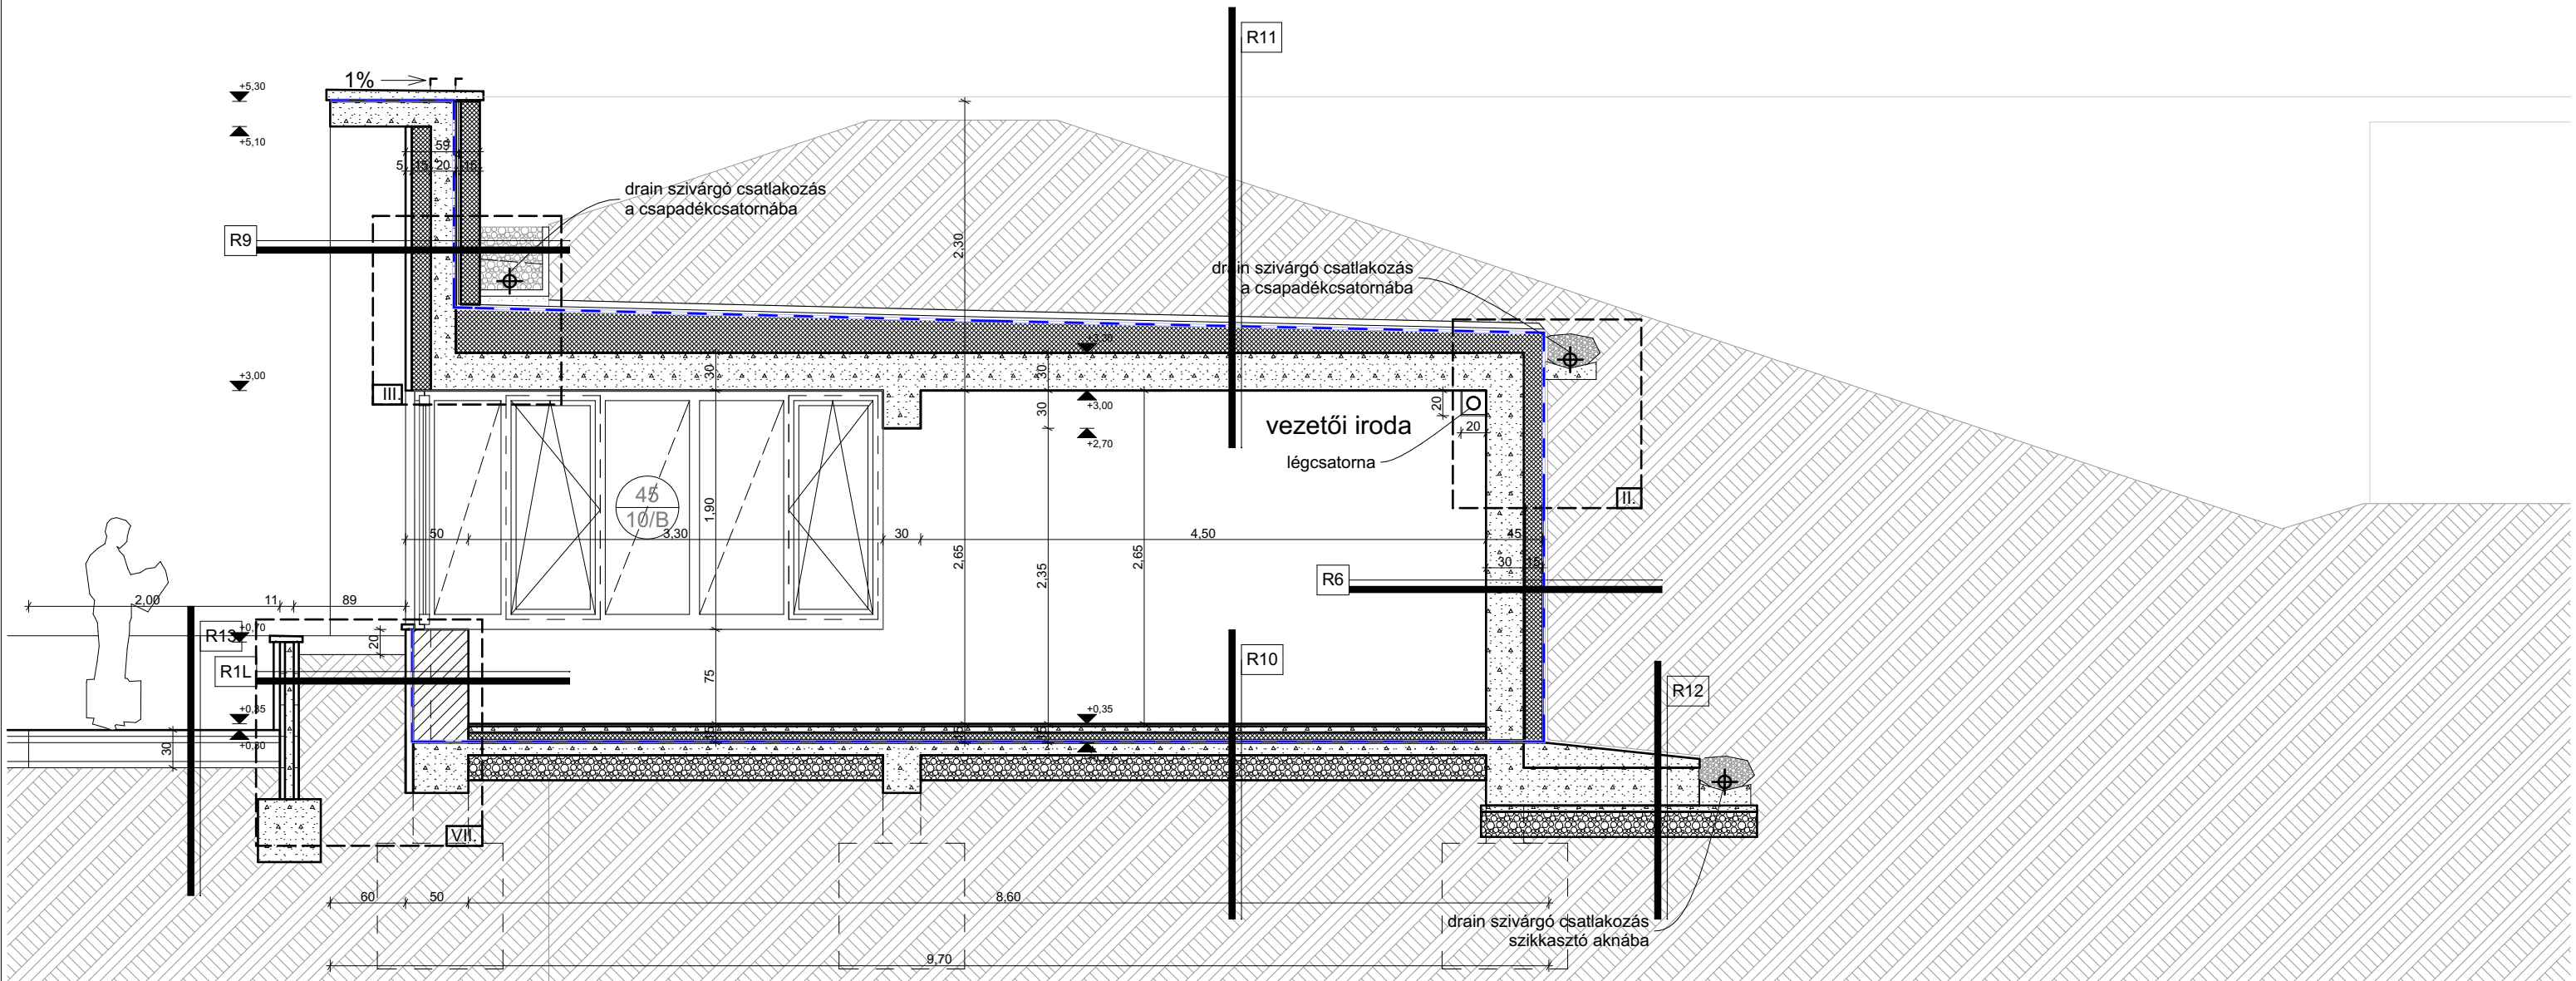 R11
1%
+5,30
+5,10
59
5
15
20
15
drain szivárgó csatlakozás
a csapadékcsatornába
R9
2,30
drain szivárgó csatlakozás
a csapadékcsatornába
+3,00
III.
30
30
30
+3,00
+2,70
20
20
vezetői iroda
légcsatorna
II.
45
10/B
1,90
50
3,30
30
4,50
45
2,65
2,35
2,65
30
15
R6
2,00
11
89
R13
+0,70
20
R1L
75
R10
R12
+0,35
+0,35
30
15
15
15
VII.
60
50
8,60
drain szivárgó csatlakozás
szikkasztó aknába
9,70